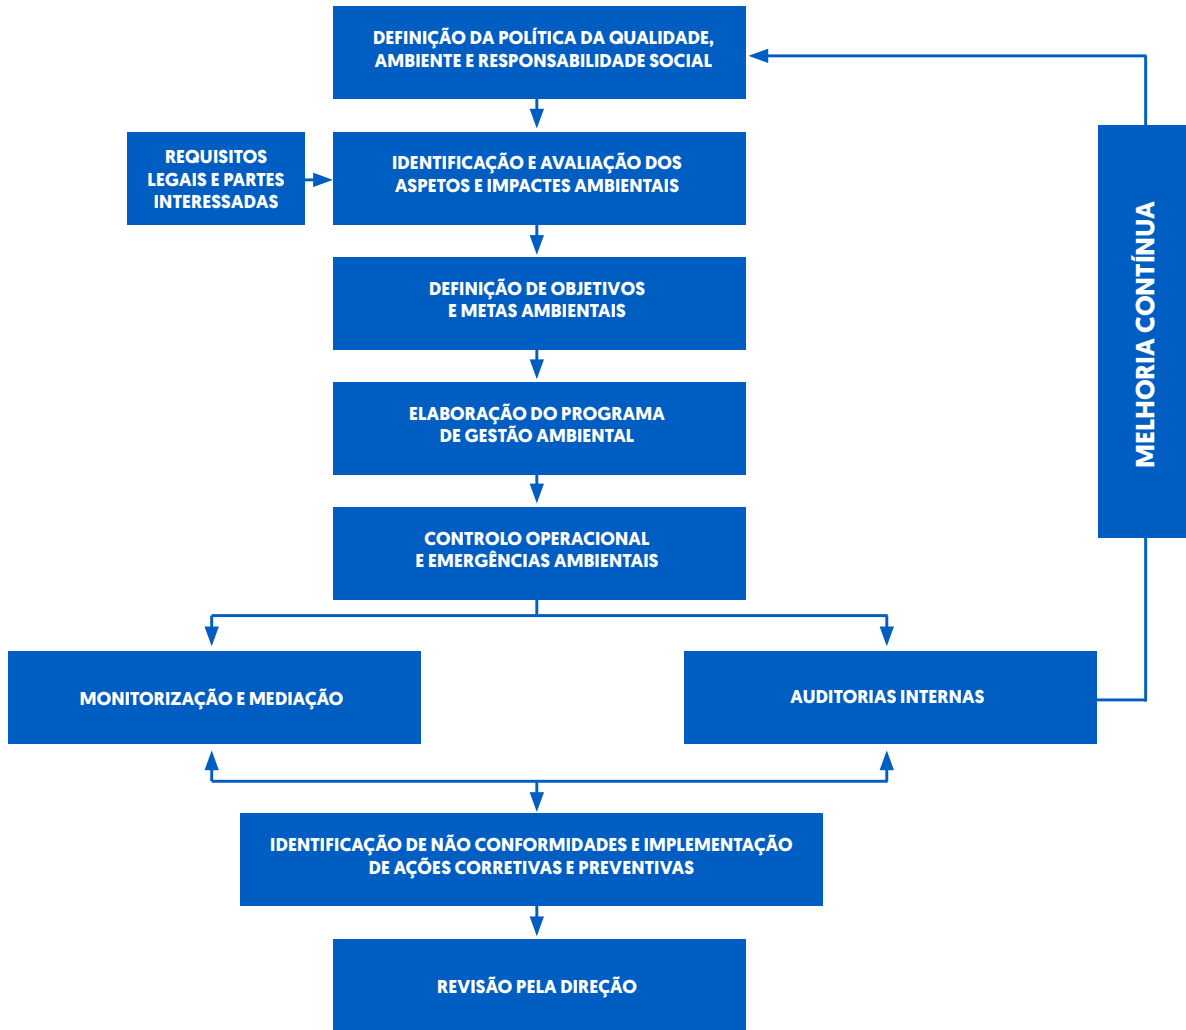 DEFINIÇÃO DA POLÍTICA DA QUALIDADE,
AMBIENTE E RESPONSABILIDADE SOCIAL
REQUISITOS
LEGAIS E PARTES
INTERESSADAS
IDENTIFICAÇÃO E AVALIAÇÃO DOS
ASPETOS E IMPACTES AMBIENTAIS
DEFINIÇÃO DE OBJETIVOS
E METAS AMBIENTAIS
ELABORAÇÃO DO PROGRAMA
DE GESTÃO AMBIENTAL
CONTROLO OPERACIONAL
E EMERGÊNCIAS AMBIENTAIS
MONITORIZAÇÃO E MEDIAÇÃO
AUDITORIAS INTERNAS
MELHORIA CONTÍNUA
IDENTIFICAÇÃO DE NÃO CONFORMIDADES E IMPLEMENTAÇÃO
DE AÇÕES CORRETIVAS E PREVENTIVAS
REVISÃO PELA DIREÇÃO